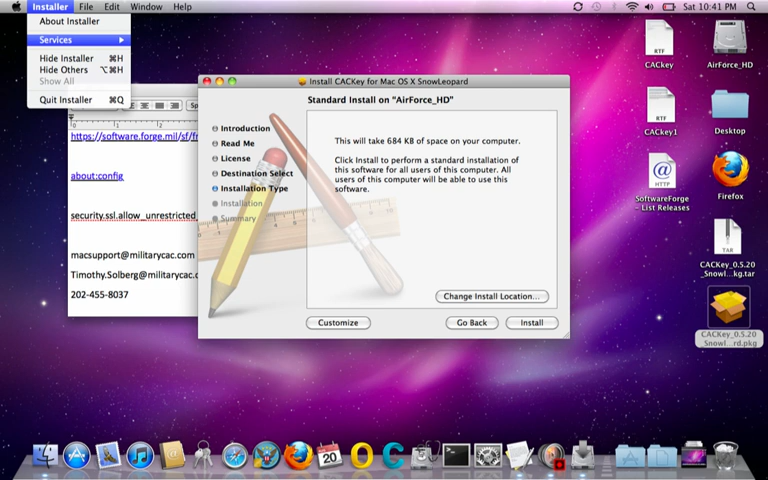 Installer File Edit Window Help
Sat 10:41 PM
About Installer
Services
Hide Installer ⌘H
Hide Others ⌥⌘H
Show All
Quit Installer ⌘Q
https://software.forge.mil/sf/fr
about:config
security.ssl.allow_unrestricted
macsupport@militarycac.com
Timothy.Solberg@militarycac.c
202-455-8037
Install CACKey for Mac OS X SnowLeopard
Standard Install on "AirForce_HD"
Introduction
Read Me
License
Destination Select
Installation Type
Installation
Summary
This will take 684 KB of space on your computer.
Click Install to perform a standard installation of
this software for all users of this computer. All
users of this computer will be able to use this
software.
Change Install Location...
Customize
Go Back
Install
RTF
CACkey
AirForce_HD
RTF
CACKey1
Desktop
HTTP
SoftwareForge
- List Releases
Firefox
TAR
CACKey_0.5.20
_Snowl...kg.tar
CACKey_0.5.20
Snowl...rd.pkg
20